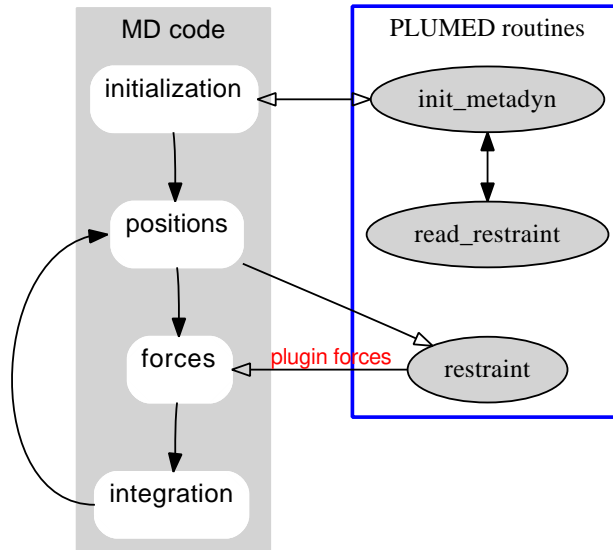 MD code
PLUMED routines
initialization
init_metadyn
positions
read_restraint
forces
plugin forces
restraint
integration